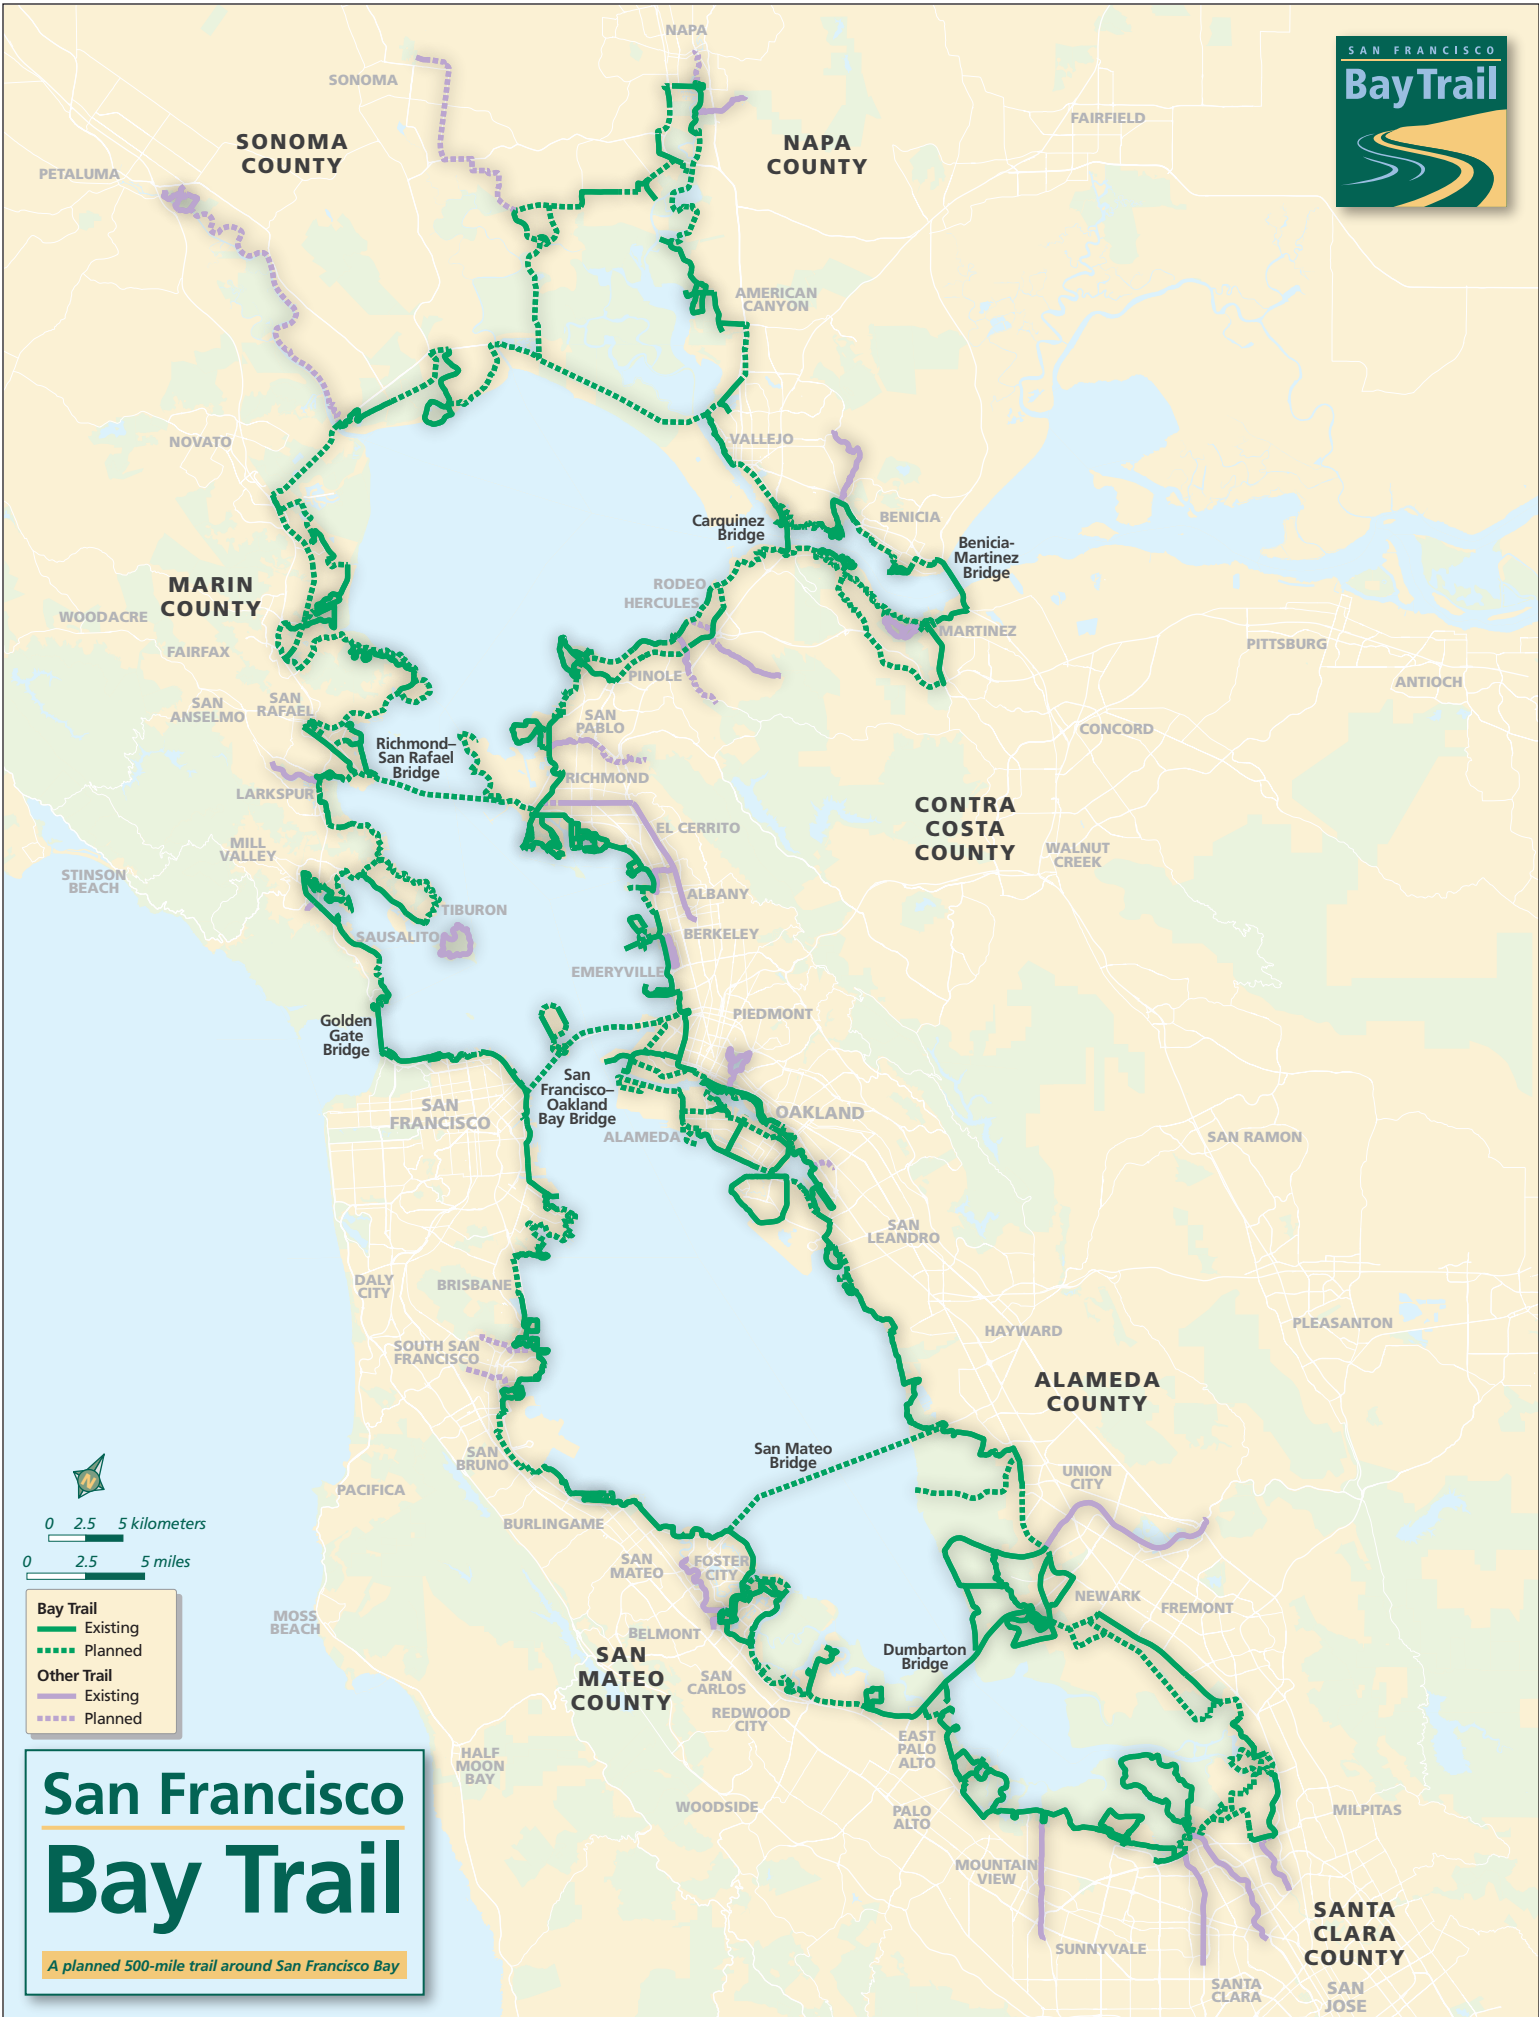 NAPA
SAN FRANCISCO
Bay Trail
SONOMA
FAIRFIELD
SONOMA
COUNTY
NAPA
COUNTY
PETALUMA
AMERICAN
CANYON
NOVATO
VALLEJO
Carquinez
Bridge
BENICIA
Benicia-
Martinez
Bridge
MARIN
COUNTY
RODEO
HERCULES
WOODACRE
MARTINEZ
PITTSBURG
FAIRFAX
PINOLE
ANTIOCH
SAN
ANSELMO
SAN
RAFAEL
SAN
PABLO
CONCORD
Richmond–
San Rafael
Bridge
RICHMOND
LARKSPUR
CONTRA
COSTA
COUNTY
EL CERRITO
MILL
VALLEY
WALNUT
CREEK
STINSON
BEACH
ALBANY
TIBURON
SAUSALITO
BERKELEY
EMERYVILLE
PIEDMONT
Golden
Gate
Bridge
San
Francisco–
Oakland
Bay Bridge
SAN
FRANCISCO
OAKLAND
ALAMEDA
SAN RAMON
SAN
LEANDRO
DALY
CITY
BRISBANE
PLEASANTON
HAYWARD
SOUTH SAN
FRANCISCO
ALAMEDA
COUNTY
SAN
BRUNO
San Mateo
Bridge
UNION
CITY
PACIFICA
N
0 2.5 5 kilometers
BURLINGAME
0 2.5 5 miles
SAN
MATEO
FOSTER
CITY
NEWARK
FREMONT
Bay Trail
Existing
Planned
Other Trail
Existing
Planned
MOSS
BEACH
BELMONT
Dumbarton
Bridge
SAN
MATEO
COUNTY
SAN
CARLOS
REDWOOD
CITY
EAST
PALO
ALTO
HALF
MOON
BAY
WOODSIDE
PALO
ALTO
MILPITAS
San Francisco
Bay Trail
A planned 500-mile trail around San Francisco Bay
MOUNTAIN
VIEW
SANTA
CLARA
COUNTY
SUNNYVALE
SANTA
CLARA
SAN
JOSE